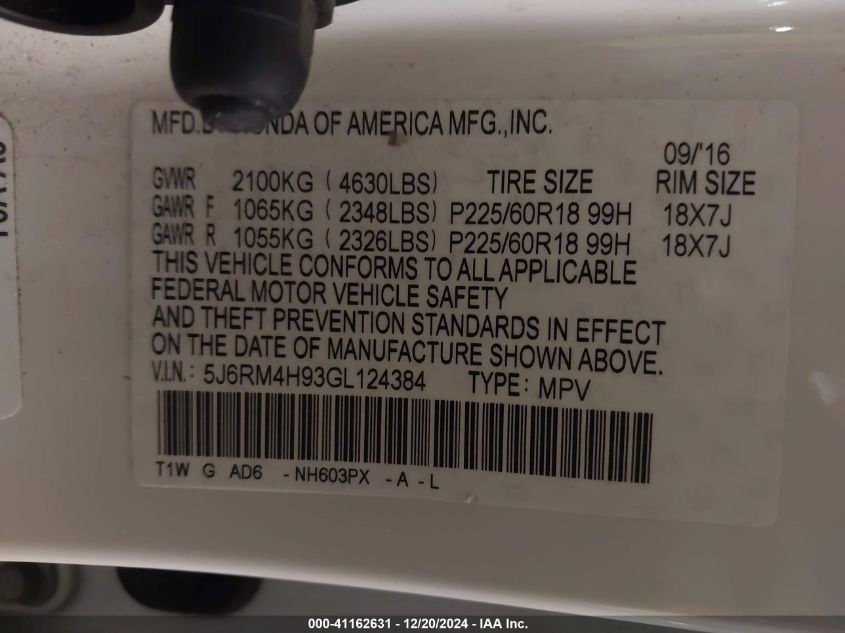 MFD. HONDA OF AMERICA MFG.,INC.
09/'16
GVWR 2100KG ( 4630LBS) TIRE SIZE RIM SIZE
GAWR F 1065KG ( 2348LBS) P225/60R18 99H 18X7J
GAWR R 1055KG ( 2326LBS) P225/60R18 99H 18X7J
THIS VEHICLE CONFORMS TO ALL APPLICABLE
FEDERAL MOTOR VEHICLE SAFETY
AND THEFT PREVENTION STANDARDS IN EFFECT
ON THE DATE OF MANUFACTURE SHOWN ABOVE.
V.I.N.: 5J6RM4H93GL124384 TYPE: MPV
T1W G AD6 -NH603PX -A -L
000-41162631 - 12/20/2024 - IAA Inc.